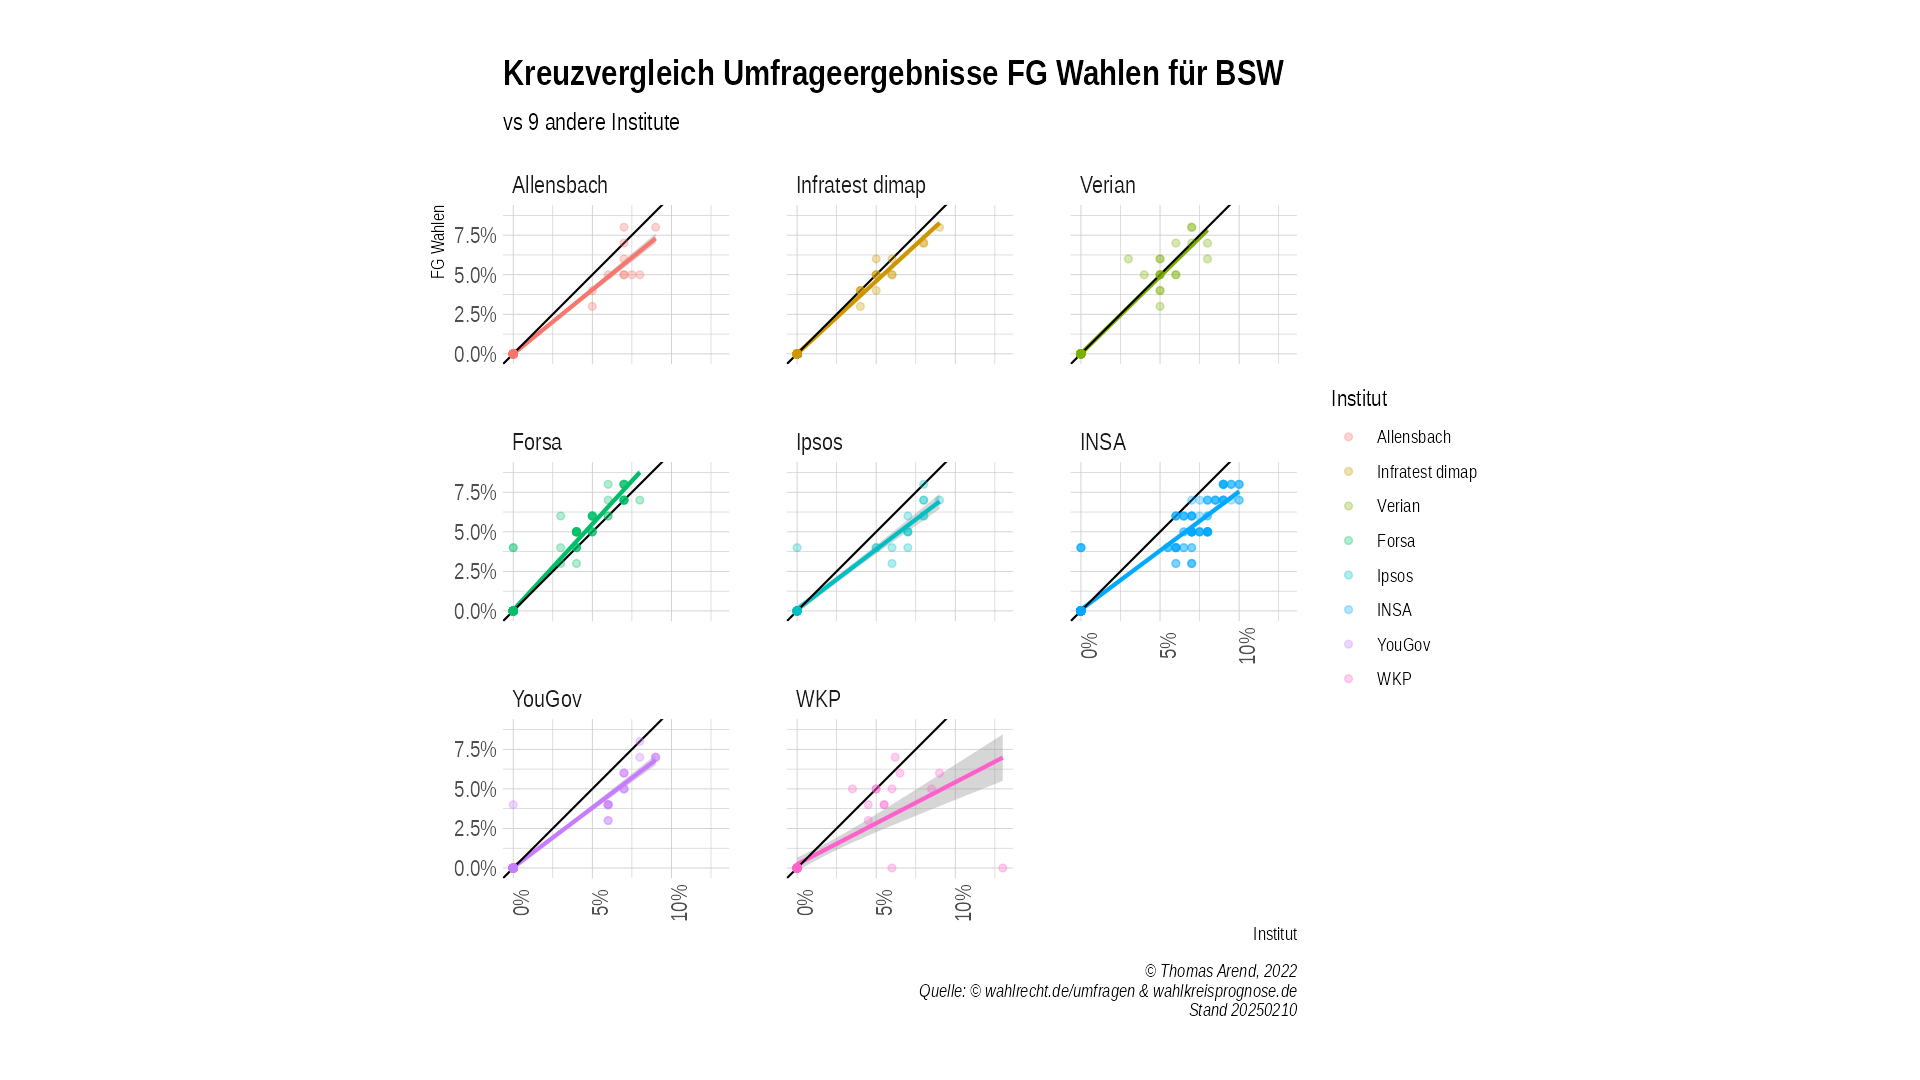 Kreuzvergleich Umfrageergebnisse FG Wahlen für BSW
vs 9 andere Institute
Allensbach
Infratest dimap
Verian
FG Wahlen
7.5%
5.0%
2.5%
0.0%
Forsa
Ipsos
INSA
7.5%
5.0%
2.5%
0.0%
0%
5%
10%
YouGov
WKP
7.5%
5.0%
2.5%
0.0%
0%
5%
10%
0%
5%
10%
Institut
Institut
Allensbach
Infratest dimap
Verian
Forsa
Ipsos
INSA
YouGov
WKP
© Thomas Arend, 2022
Quelle: © wahlrecht.de/umfragen & wahlkreisprognose.de
Stand 20250210